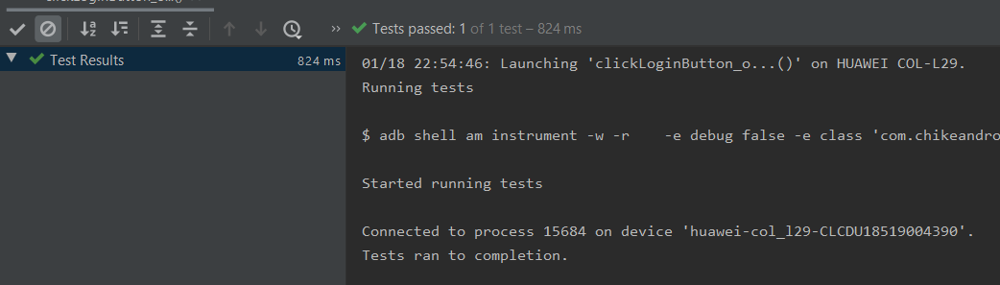 Tests passed: 1 of 1 test – 824 ms
Test Results 824 ms
01/18 22:54:46: Launching 'clickLoginButton_o...()' on HUAWEI COL-L29.
Running tests
$ adb shell am instrument -w -r    -e debug false -e class 'com.chikeandro
Started running tests
Connected to process 15684 on device 'huawei-col_l29-CLCDU18519004390'.
Tests ran to completion.